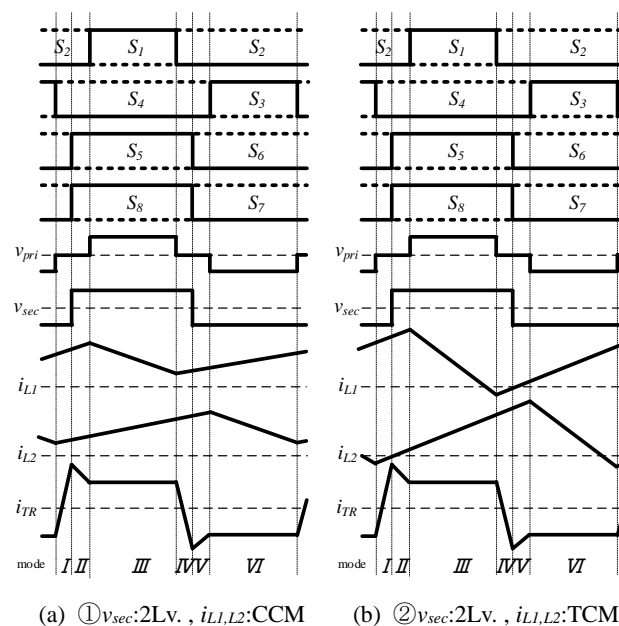 S2 S1 S2
S4 S3
S5 S6
S8 S7
vpri
vsec
iL1
iL2
iTR
mode I II III IV V VI
(a) ①vsec:2Lv. , iL1,L2:CCM
S2 S1 S2
S4 S3
S5 S6
S8 S7
vpri
vsec
iL1
iL2
iTR
mode I II III IV V VI
(b) ②vsec:2Lv. , iL1,L2:TCM